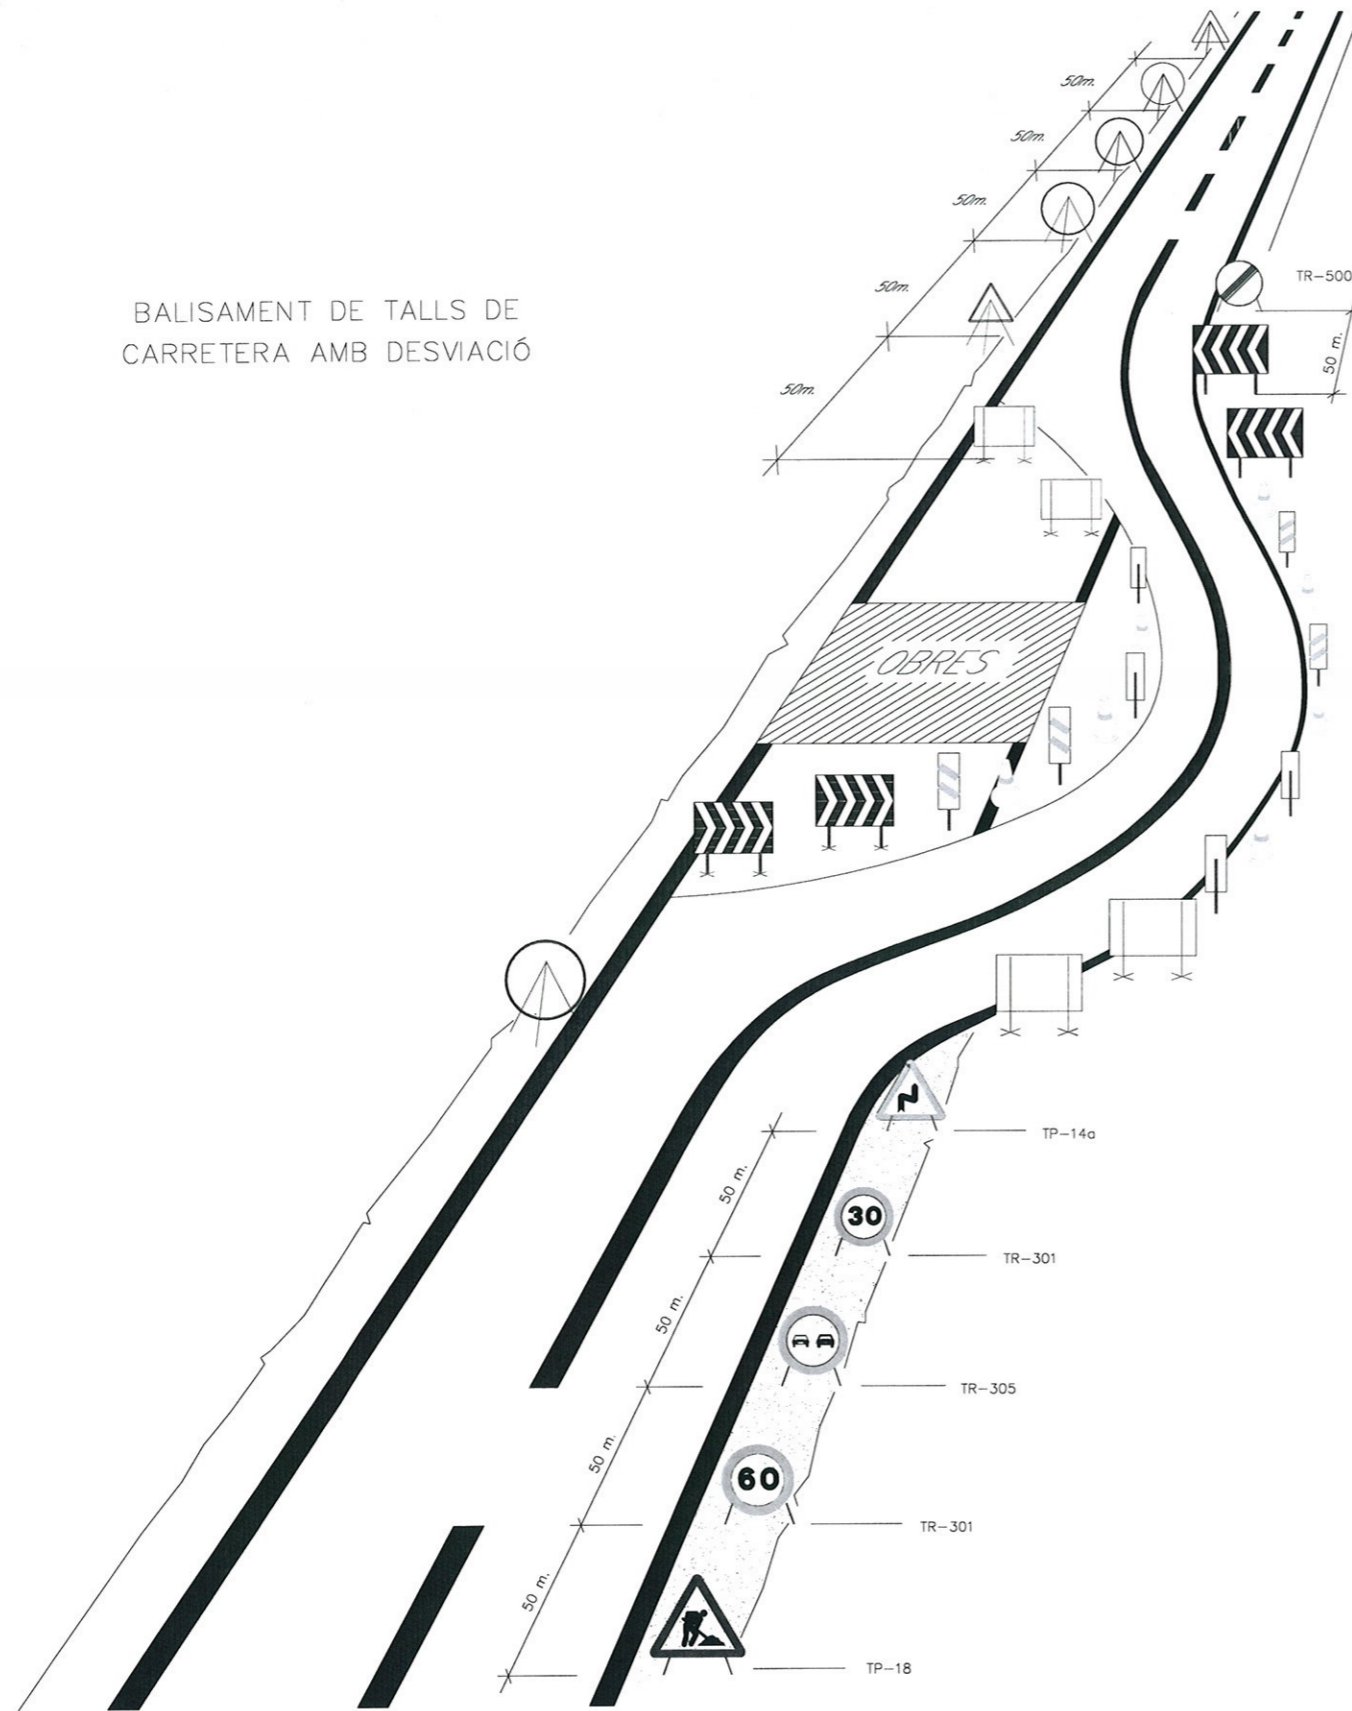 50m.
50m.
50m.
50m.
50m.
TR-500
50 m.
BALISAMENT DE TALLS DE
CARRETERA AMB DESVIACIÓ
OBRES
TP-14a
50 m.
30
TR-301
50 m.
TR-305
50 m.
60
TR-301
50 m.
TP-18